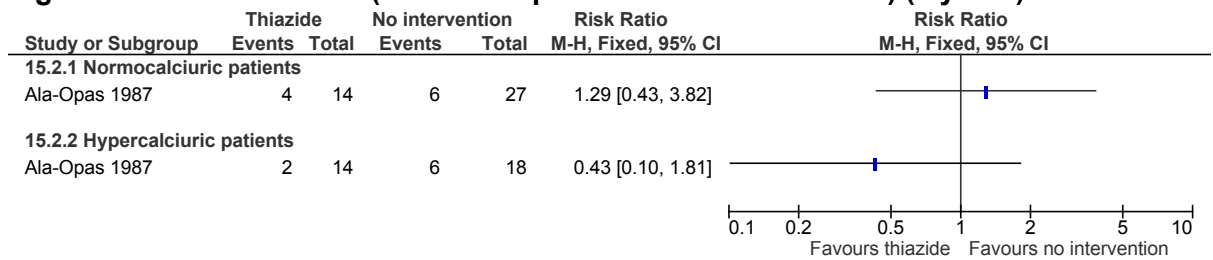 Thiazide No intervention Risk Ratio Risk Ratio
Study or Subgroup Events Total Events Total M-H, Fixed, 95% CI M-H, Fixed, 95% CI
15.2.1 Normocalciuric patients
Ala-Opas 1987 4 14 6 27 1.29 [0.43, 3.82]
15.2.2 Hypercalciuric patients
Ala-Opas 1987 2 14 6 18 0.43 [0.10, 1.81]
0.1 0.2 0.5 1 2 5 10
Favours thiazide Favours no intervention